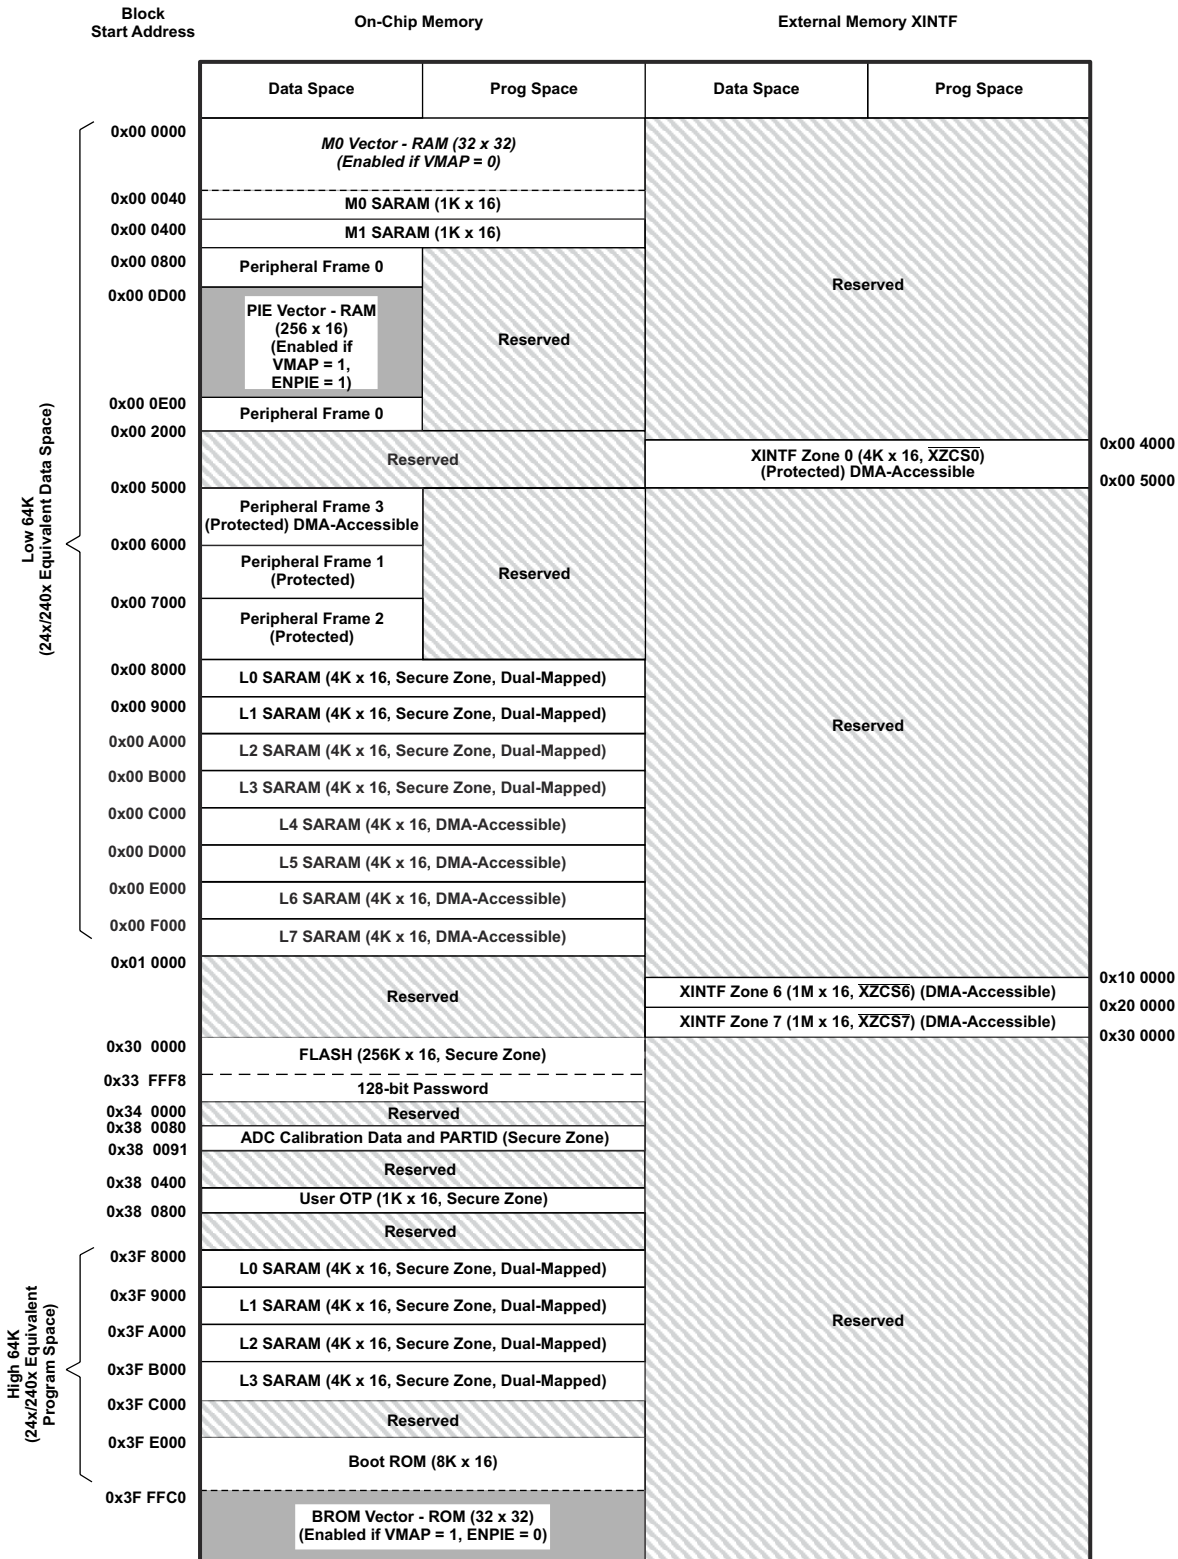 Block
Start Address
On-Chip Memory
External Memory XINTF
Data Space
Prog Space
Data Space
Prog Space
0x00 0000
M0 Vector - RAM (32 x 32)
(Enabled if VMAP = 0)
0x00 0040
M0 SARAM (1K x 16)
0x00 0400
M1 SARAM (1K x 16)
0x00 0800
Peripheral Frame 0
Reserved
0x00 0D00
PIE Vector - RAM
(256 x 16)
(Enabled if
VMAP = 1,
ENPIE = 1)
Reserved
0x00 0E00
Peripheral Frame 0
0x00 2000
Reserved
XINTF Zone 0 (4K x 16, XZCS0)
(Protected) DMA-Accessible
0x00 4000
0x00 5000
0x00 5000
Low 64K
(24x/240x Equivalent Data Space)
Peripheral Frame 3
(Protected) DMA-Accessible
0x00 6000
Peripheral Frame 1
(Protected)
Reserved
0x00 7000
Peripheral Frame 2
(Protected)
0x00 8000
L0 SARAM (4K x 16, Secure Zone, Dual-Mapped)
0x00 9000
L1 SARAM (4K x 16, Secure Zone, Dual-Mapped)
Reserved
0x00 A000
L2 SARAM (4K x 16, Secure Zone, Dual-Mapped)
0x00 B000
L3 SARAM (4K x 16, Secure Zone, Dual-Mapped)
0x00 C000
L4 SARAM (4K x 16, DMA-Accessible)
0x00 D000
L5 SARAM (4K x 16, DMA-Accessible)
0x00 E000
L6 SARAM (4K x 16, DMA-Accessible)
0x00 F000
L7 SARAM (4K x 16, DMA-Accessible)
0x01 0000
Reserved
0x10 0000
XINTF Zone 6 (1M x 16, XZCS6) (DMA-Accessible)
0x20 0000
XINTF Zone 7 (1M x 16, XZCS7) (DMA-Accessible)
0x30 0000
0x30 0000
FLASH (256K x 16, Secure Zone)
0x33 FFF8
128-bit Password
0x34 0000
Reserved
0x38 0080
ADC Calibration Data and PARTID (Secure Zone)
0x38 0091
Reserved
0x38 0400
User OTP (1K x 16, Secure Zone)
0x38 0800
Reserved
0x3F 8000
L0 SARAM (4K x 16, Secure Zone, Dual-Mapped)
0x3F 9000
L1 SARAM (4K x 16, Secure Zone, Dual-Mapped)
Reserved
0x3F A000
L2 SARAM (4K x 16, Secure Zone, Dual-Mapped)
High 64K
(24x/240x Equivalent
Program Space)
0x3F B000
L3 SARAM (4K x 16, Secure Zone, Dual-Mapped)
0x3F C000
Reserved
0x3F E000
Boot ROM (8K x 16)
0x3F FFC0
BROM Vector - ROM (32 x 32)
(Enabled if VMAP = 1, ENPIE = 0)